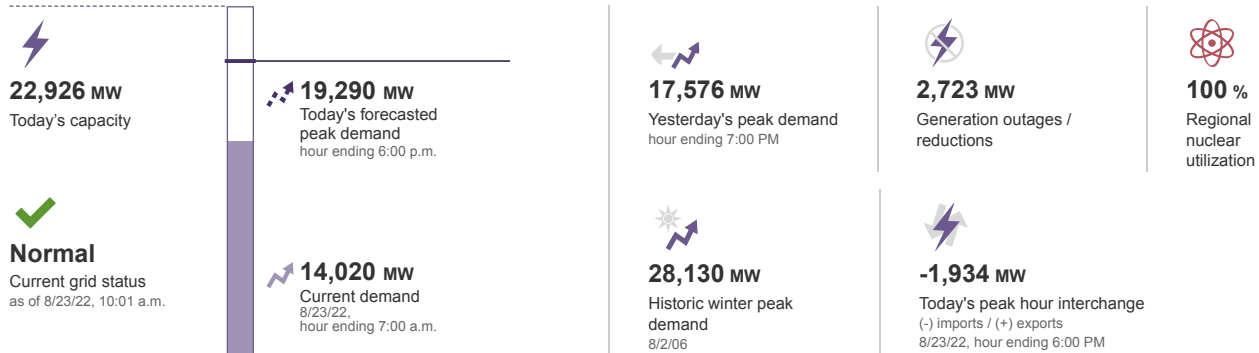 22,926 MW
Today's capacity
Normal
Current grid status
as of 8/23/22, 10:01 a.m.
19,290 MW
Today's forecasted
peak demand
hour ending 6:00 p.m.
14,020 MW
Current demand
8/23/22,
hour ending 7:00 a.m.
17,576 MW
Yesterday's peak demand
hour ending 7:00 PM
2,723 MW
Generation outages /
reductions
100 %
Regional
nuclear
utilization
28,130 MW
Historic winter peak
demand
8/2/06
-1,934 MW
Today's peak hour interchange
(-) imports / (+) exports
8/23/22, hour ending 6:00 PM